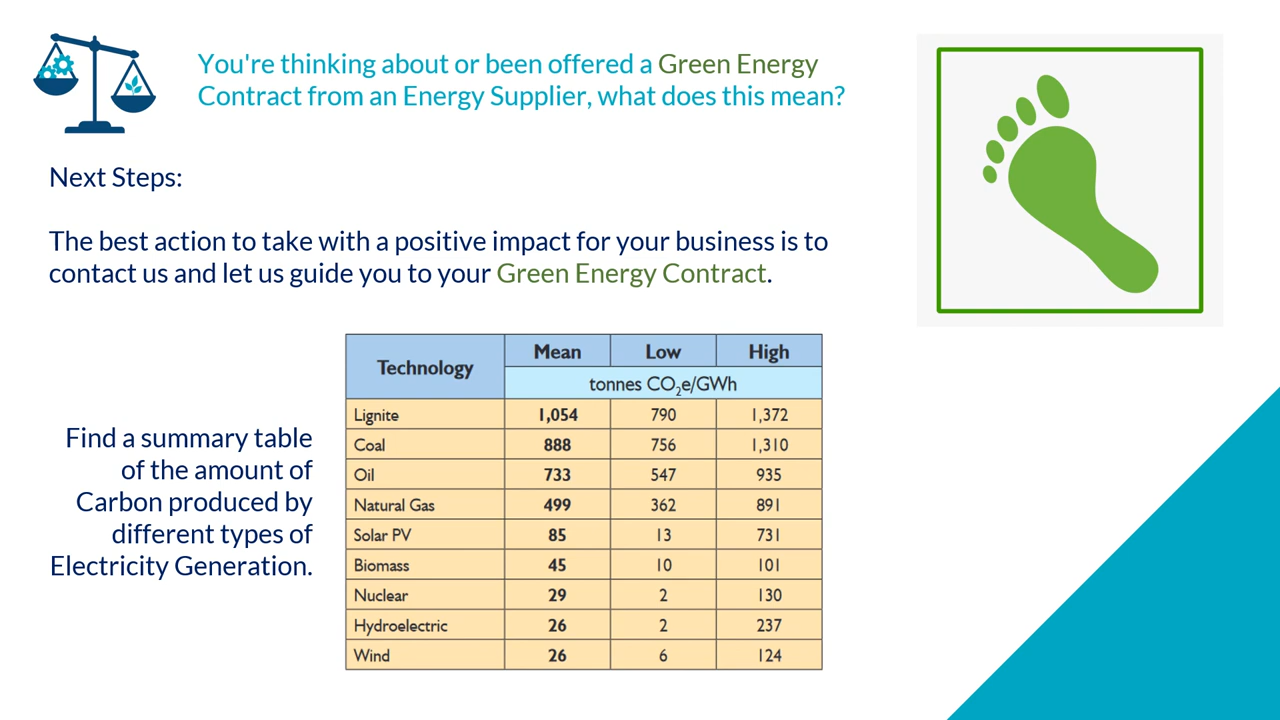 You're thinking about or been offered a Green Energy
Contract from an Energy Supplier, what does this mean?
Next Steps:
The best action to take with a positive impact for your business is to
contact us and let us guide you to your Green Energy Contract.
Find a summary table
of the amount of
Carbon produced by
different types of
Electricity Generation.
Technology Mean Low High
tonnes CO₂e/GWh
Lignite 1,054 790 1,372
Coal 888 756 1,310
Oil 733 547 935
Natural Gas 499 362 891
Solar PV 85 13 731
Biomass 45 10 101
Nuclear 29 2 130
Hydroelectric 26 2 237
Wind 26 6 124